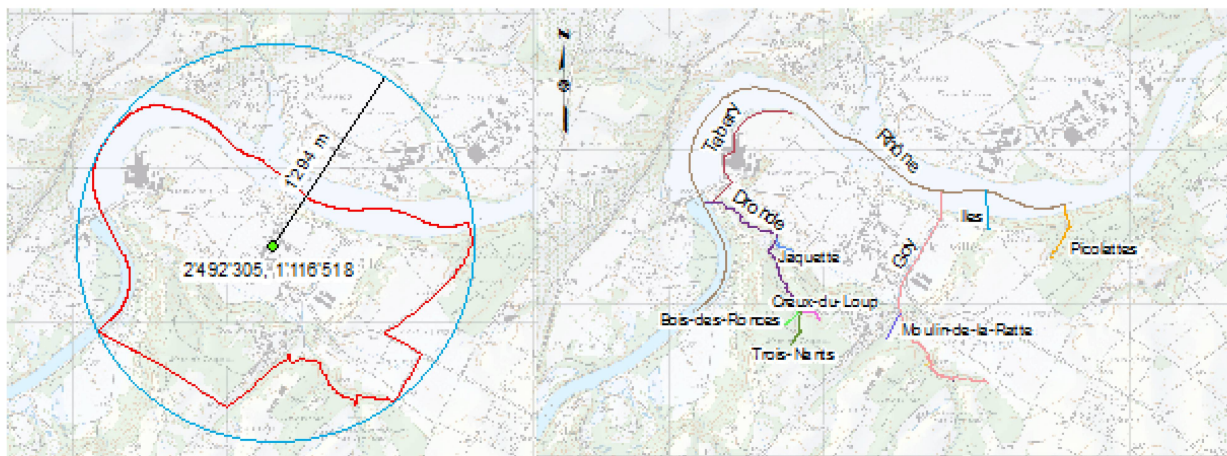 1'294 m
2'492'305, 1'116'518
Z
Tabary
Rhône
Dronde
Iles
Goy
Picolattes
Jaquette
Creux-du-Loup
Bois-des-Ronces
Moulin-de-la-Ratte
Trois-Nants